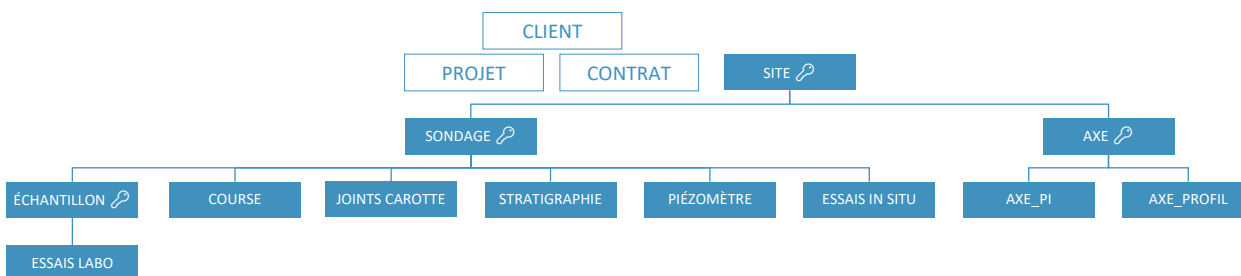 CLIENT
PROJET
CONTRAT
SITE
SONDAGE
AXE
ÉCHANTILLON
COURSE
JOINTS CAROTTE
STRATIGRAPHIE
PIÉZOMÈTRE
ESSAIS IN SITU
AXE_PI
AXE_PROFIL
ESSAIS LABO